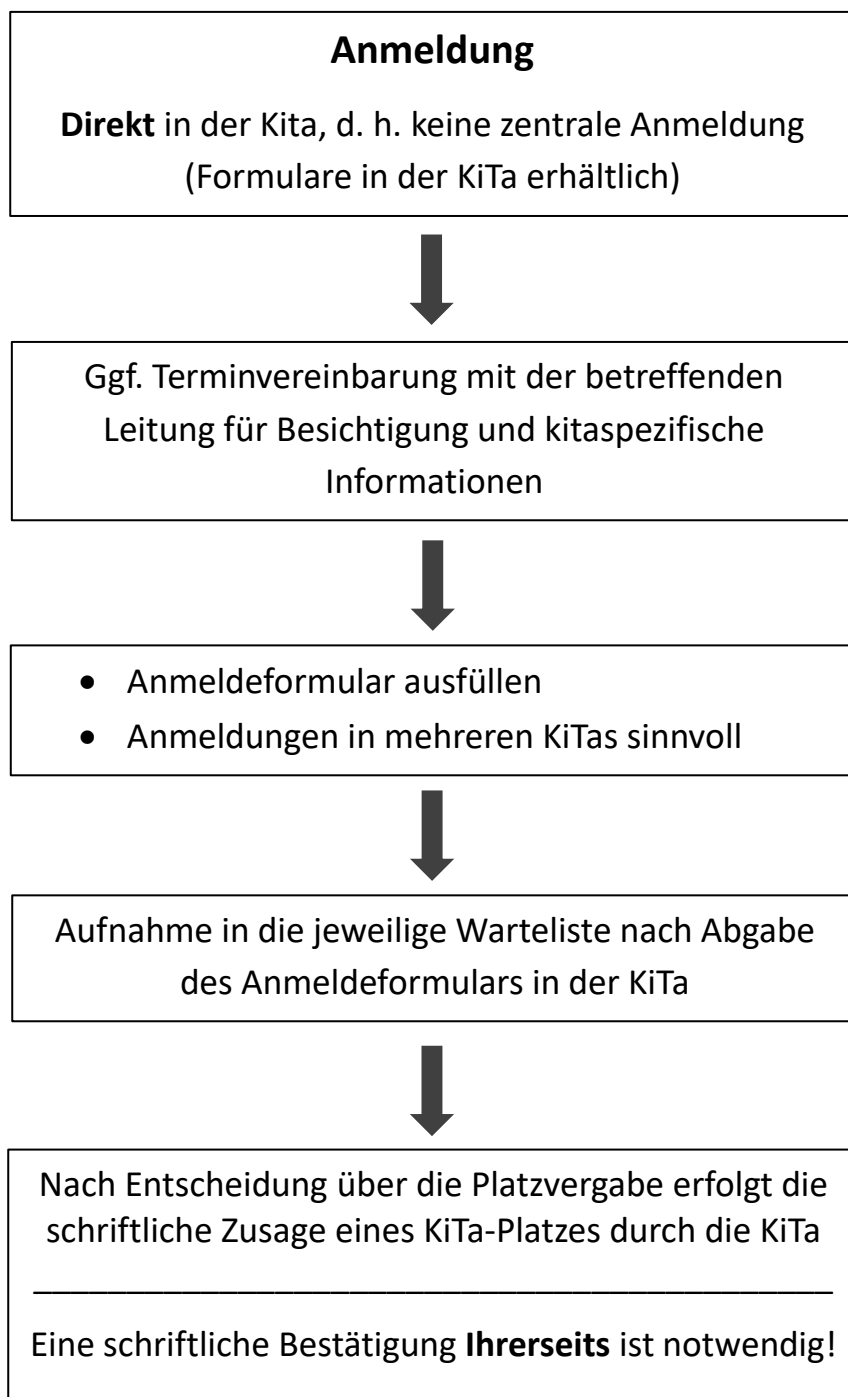 Anmeldung
Direkt in der Kita, d. h. keine zentrale Anmeldung
(Formulare in der KiTa erhältlich)
Ggf. Terminvereinbarung mit der betreffenden
Leitung für Besichtigung und kitaspezifische
Informationen
• Anmeldeformular ausfüllen
• Anmeldungen in mehreren KiTas sinnvoll
Aufnahme in die jeweilige Warteliste nach Abgabe
des Anmeldeformulars in der KiTa
Nach Entscheidung über die Platzvergabe erfolgt die
schriftliche Zusage eines KiTa-Platzes durch die KiTa
Eine schriftliche Bestätigung Ihrerseits ist notwendig!